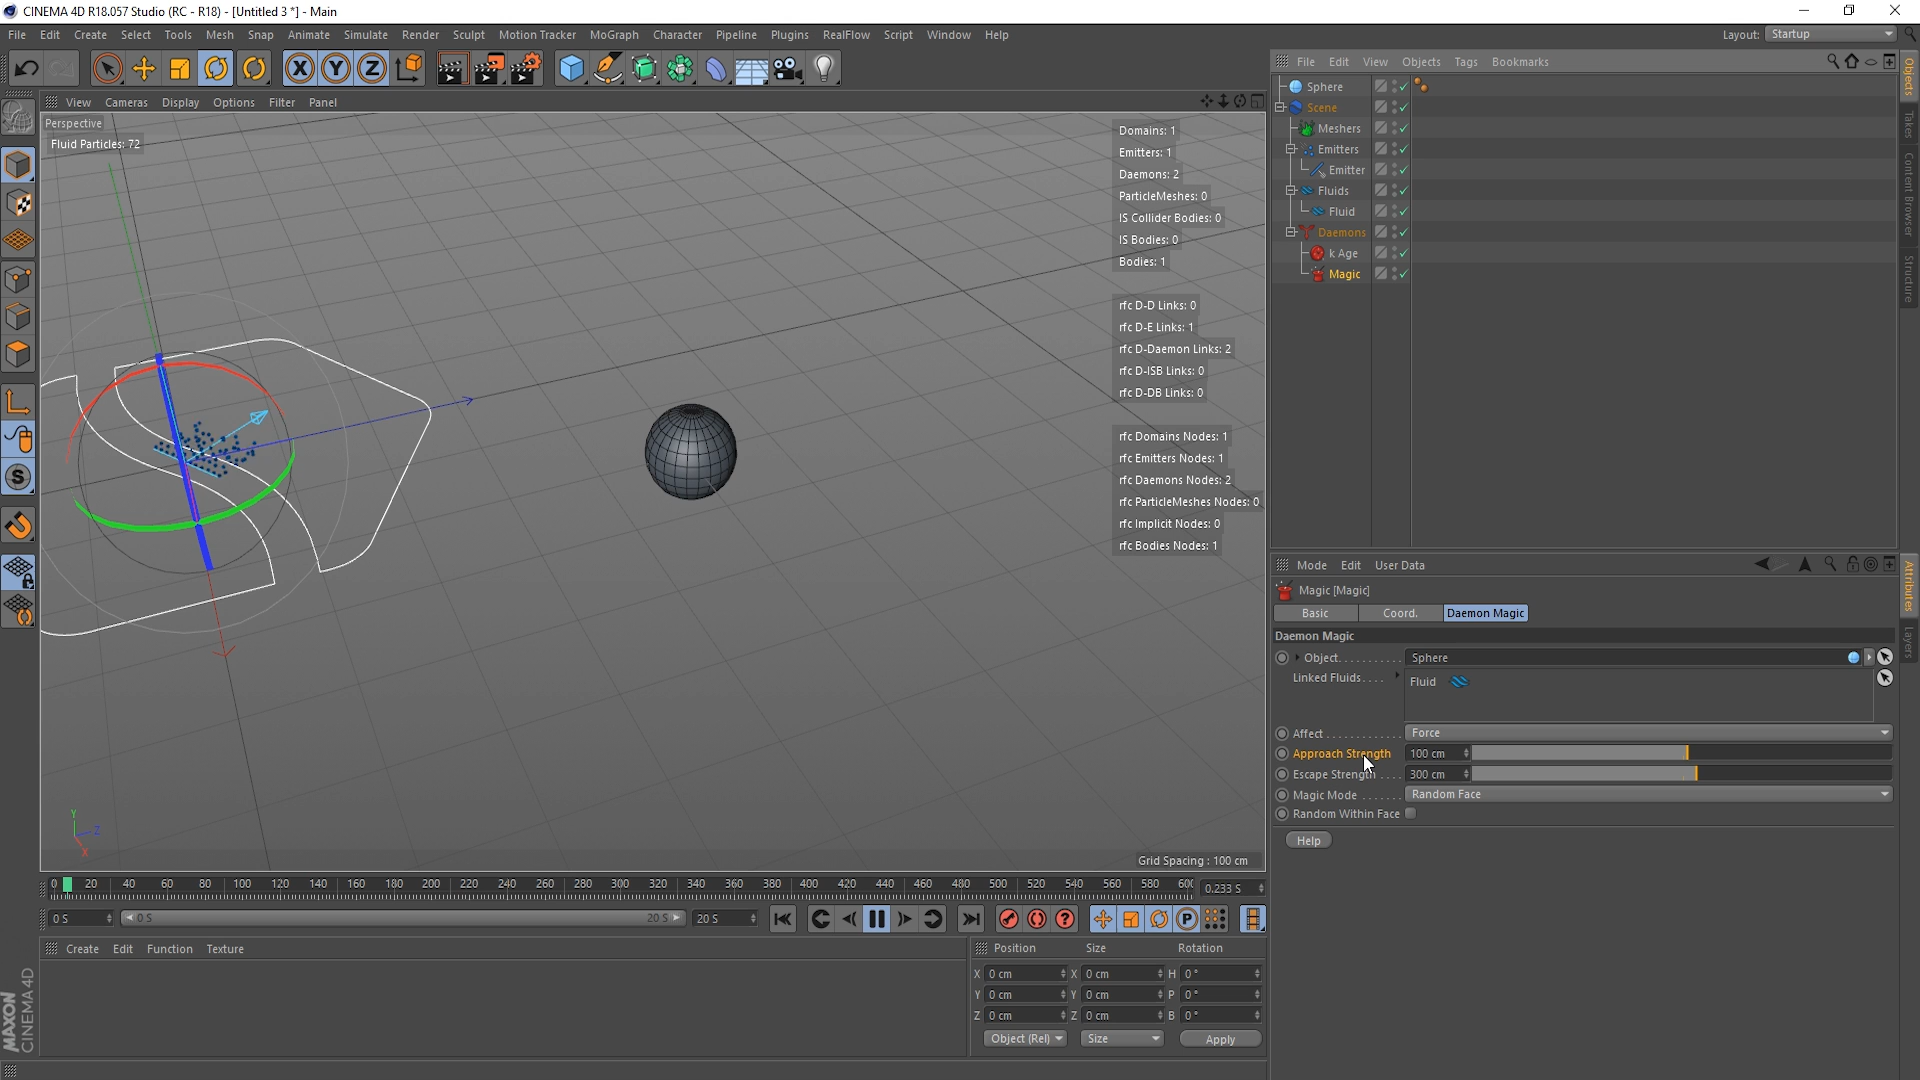 CINEMA 4D R18.057 Studio (RC - R18) - [Untitled 3 *] - Main
File Edit Create Select Tools Mesh Snap Animate Simulate Render Sculpt Motion Tracker MoGraph Character Pipeline Plugins RealFlow Script Window Help
Layout: Startup
X Y Z
File Edit View Objects Tags Bookmarks
View Cameras Display Options Filter Panel
Perspective
Fluid Particles: 72
Domains: 1
Emitters: 1
Daemons: 2
ParticleMeshes: 0
IS Collider Bodies: 0
IS Bodies: 0
Bodies: 1
rfc D-D Links: 0
rfc D-E Links: 1
rfc D-Daemon Links: 2
rfc D-ISB Links: 0
rfc D-DB Links: 0
rfc Domains Nodes: 1
rfc Emitters Nodes: 1
rfc Daemons Nodes: 2
rfc ParticleMeshes Nodes: 0
rfc Implicit Nodes: 0
rfc Bodies Nodes: 1
Y
Z
X
Grid Spacing : 100 cm
Sphere
Scene
Meshers
Emitters
Emitter
Fluids
Fluid
Daemons
k Age
Magic
Objects
Takes
Content Browser
Structure
Mode Edit User Data
Magic [Magic]
Basic Coord. Daemon Magic
Daemon Magic
Object. . . . . . . . . . Sphere
Linked Fluids. . . . Fluid
Affect . . . . . . . . . . . Force
Approach Strength 100 cm
Escape Strength . . . . 300 cm
Magic Mode . . . . . . . Random Face
Random Within Face
Help
Attributes
Layers
0 20 40 60 80 100 120 140 160 180 200 220 240 260 280 300 320 340 360 380 400 420 440 460 480 500 520 540 560 580 60
0.233 S
0 S 0 S 20 S 20 S
P
Create Edit Function Texture
Position Size Rotation
X 0 cm X 0 cm H 0 °
Y 0 cm Y 0 cm P 0 °
Z 0 cm Z 0 cm B 0 °
Object (Rel) Size Apply
MAXON
CINEMA 4D
S